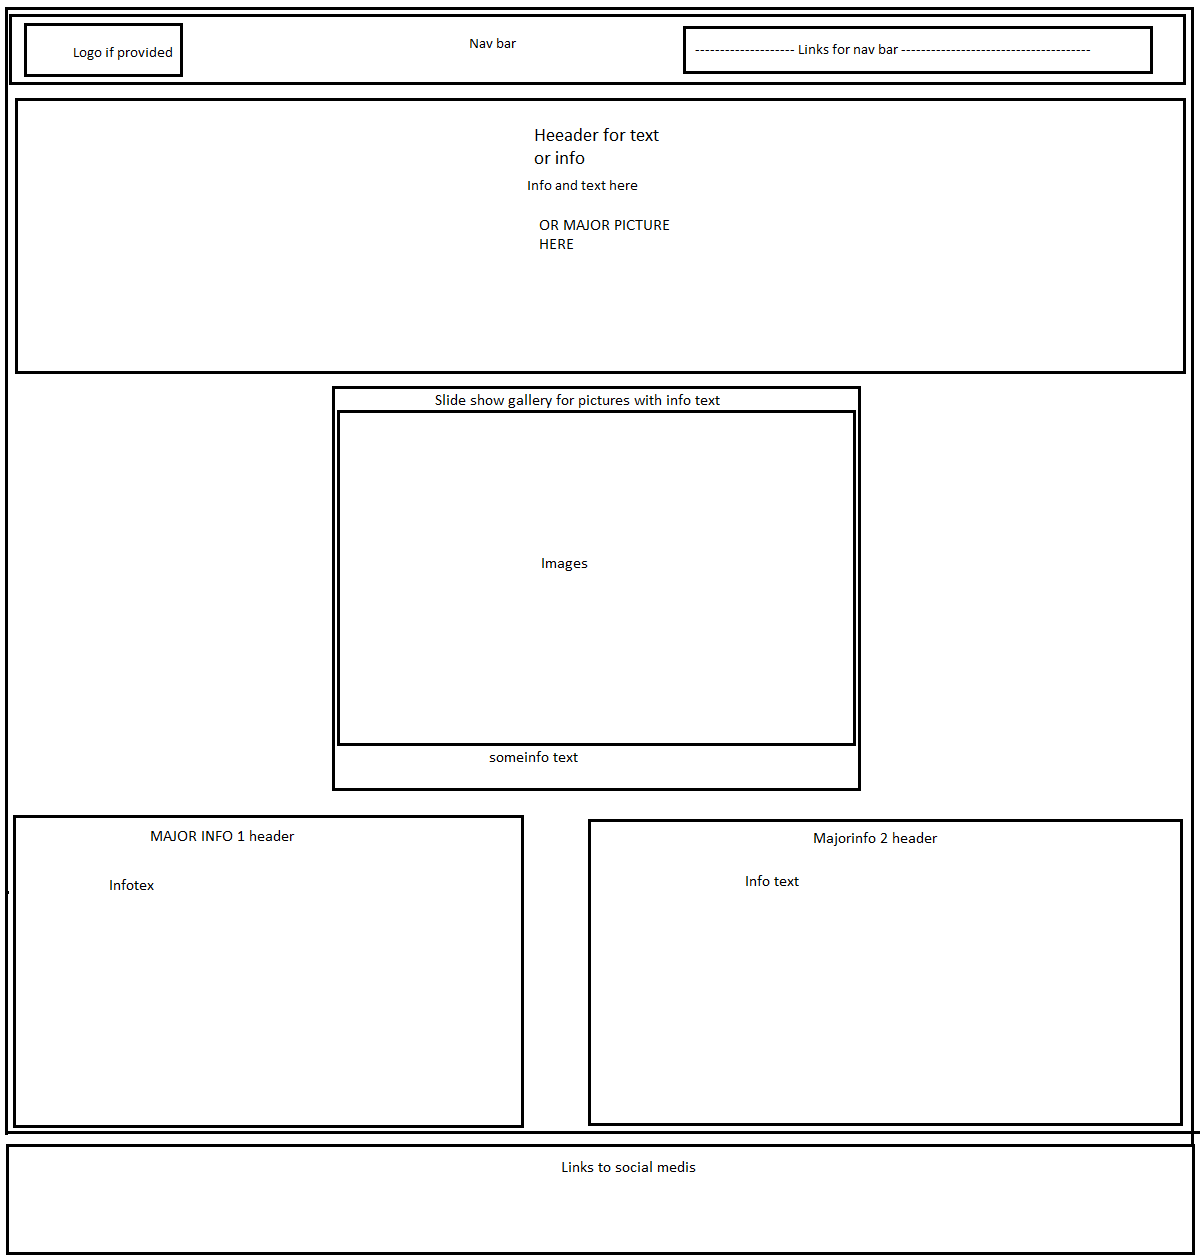 Logo if provided
Nav bar
-------------------- Links for nav bar --------------------------------------
Heeader for text
or info
Info and text here
OR MAJOR PICTURE
HERE
Slide show gallery for pictures with info text
Images
someinfo text
MAJOR INFO 1 header
Infotex
Majorinfo 2 header
Info text
Links to social medis